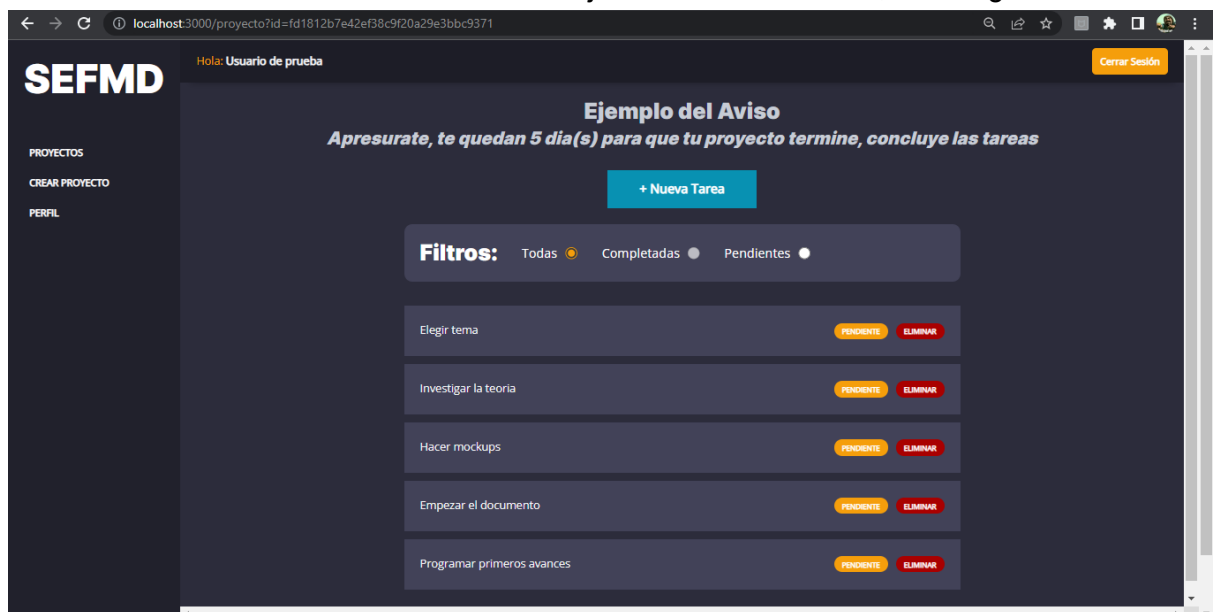 localhost:3000/proyecto?id=fd1812b7e42ef38c9f20a29e3bbc9371
SEFMD
Hola: Usuario de prueba
Cerrar Sesión
PROYECTOS
CREAR PROYECTO
PERFIL
Ejemplo del Aviso
Apresurate, te quedan 5 dia(s) para que tu proyecto termine, concluye las tareas
+ Nueva Tarea
Filtros: Todas Completadas Pendientes
Elegir tema PENDIENTE ELIMINAR
Investigar la teoria PENDIENTE ELIMINAR
Hacer mockups PENDIENTE ELIMINAR
Empezar el documento PENDIENTE ELIMINAR
Programar primeros avances PENDIENTE ELIMINAR